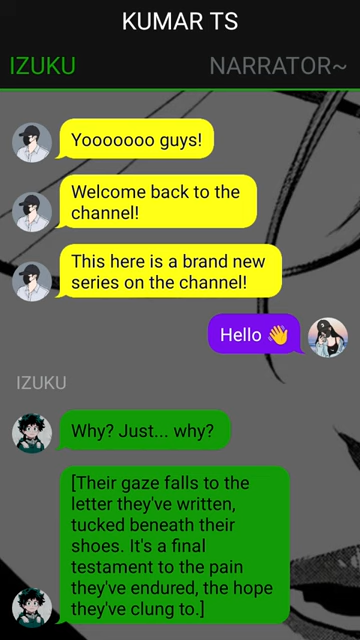 KUMAR TS
IZUKU NARRATOR~
Yooooooo guys!
Welcome back to the
channel!
This here is a brand new
series on the channel!
Hello 👋
IZUKU
Why? Just... why?
[Their gaze falls to the
letter they've written,
tucked beneath their
shoes. It's a final
testament to the pain
they've endured, the hope
they've clung to.]